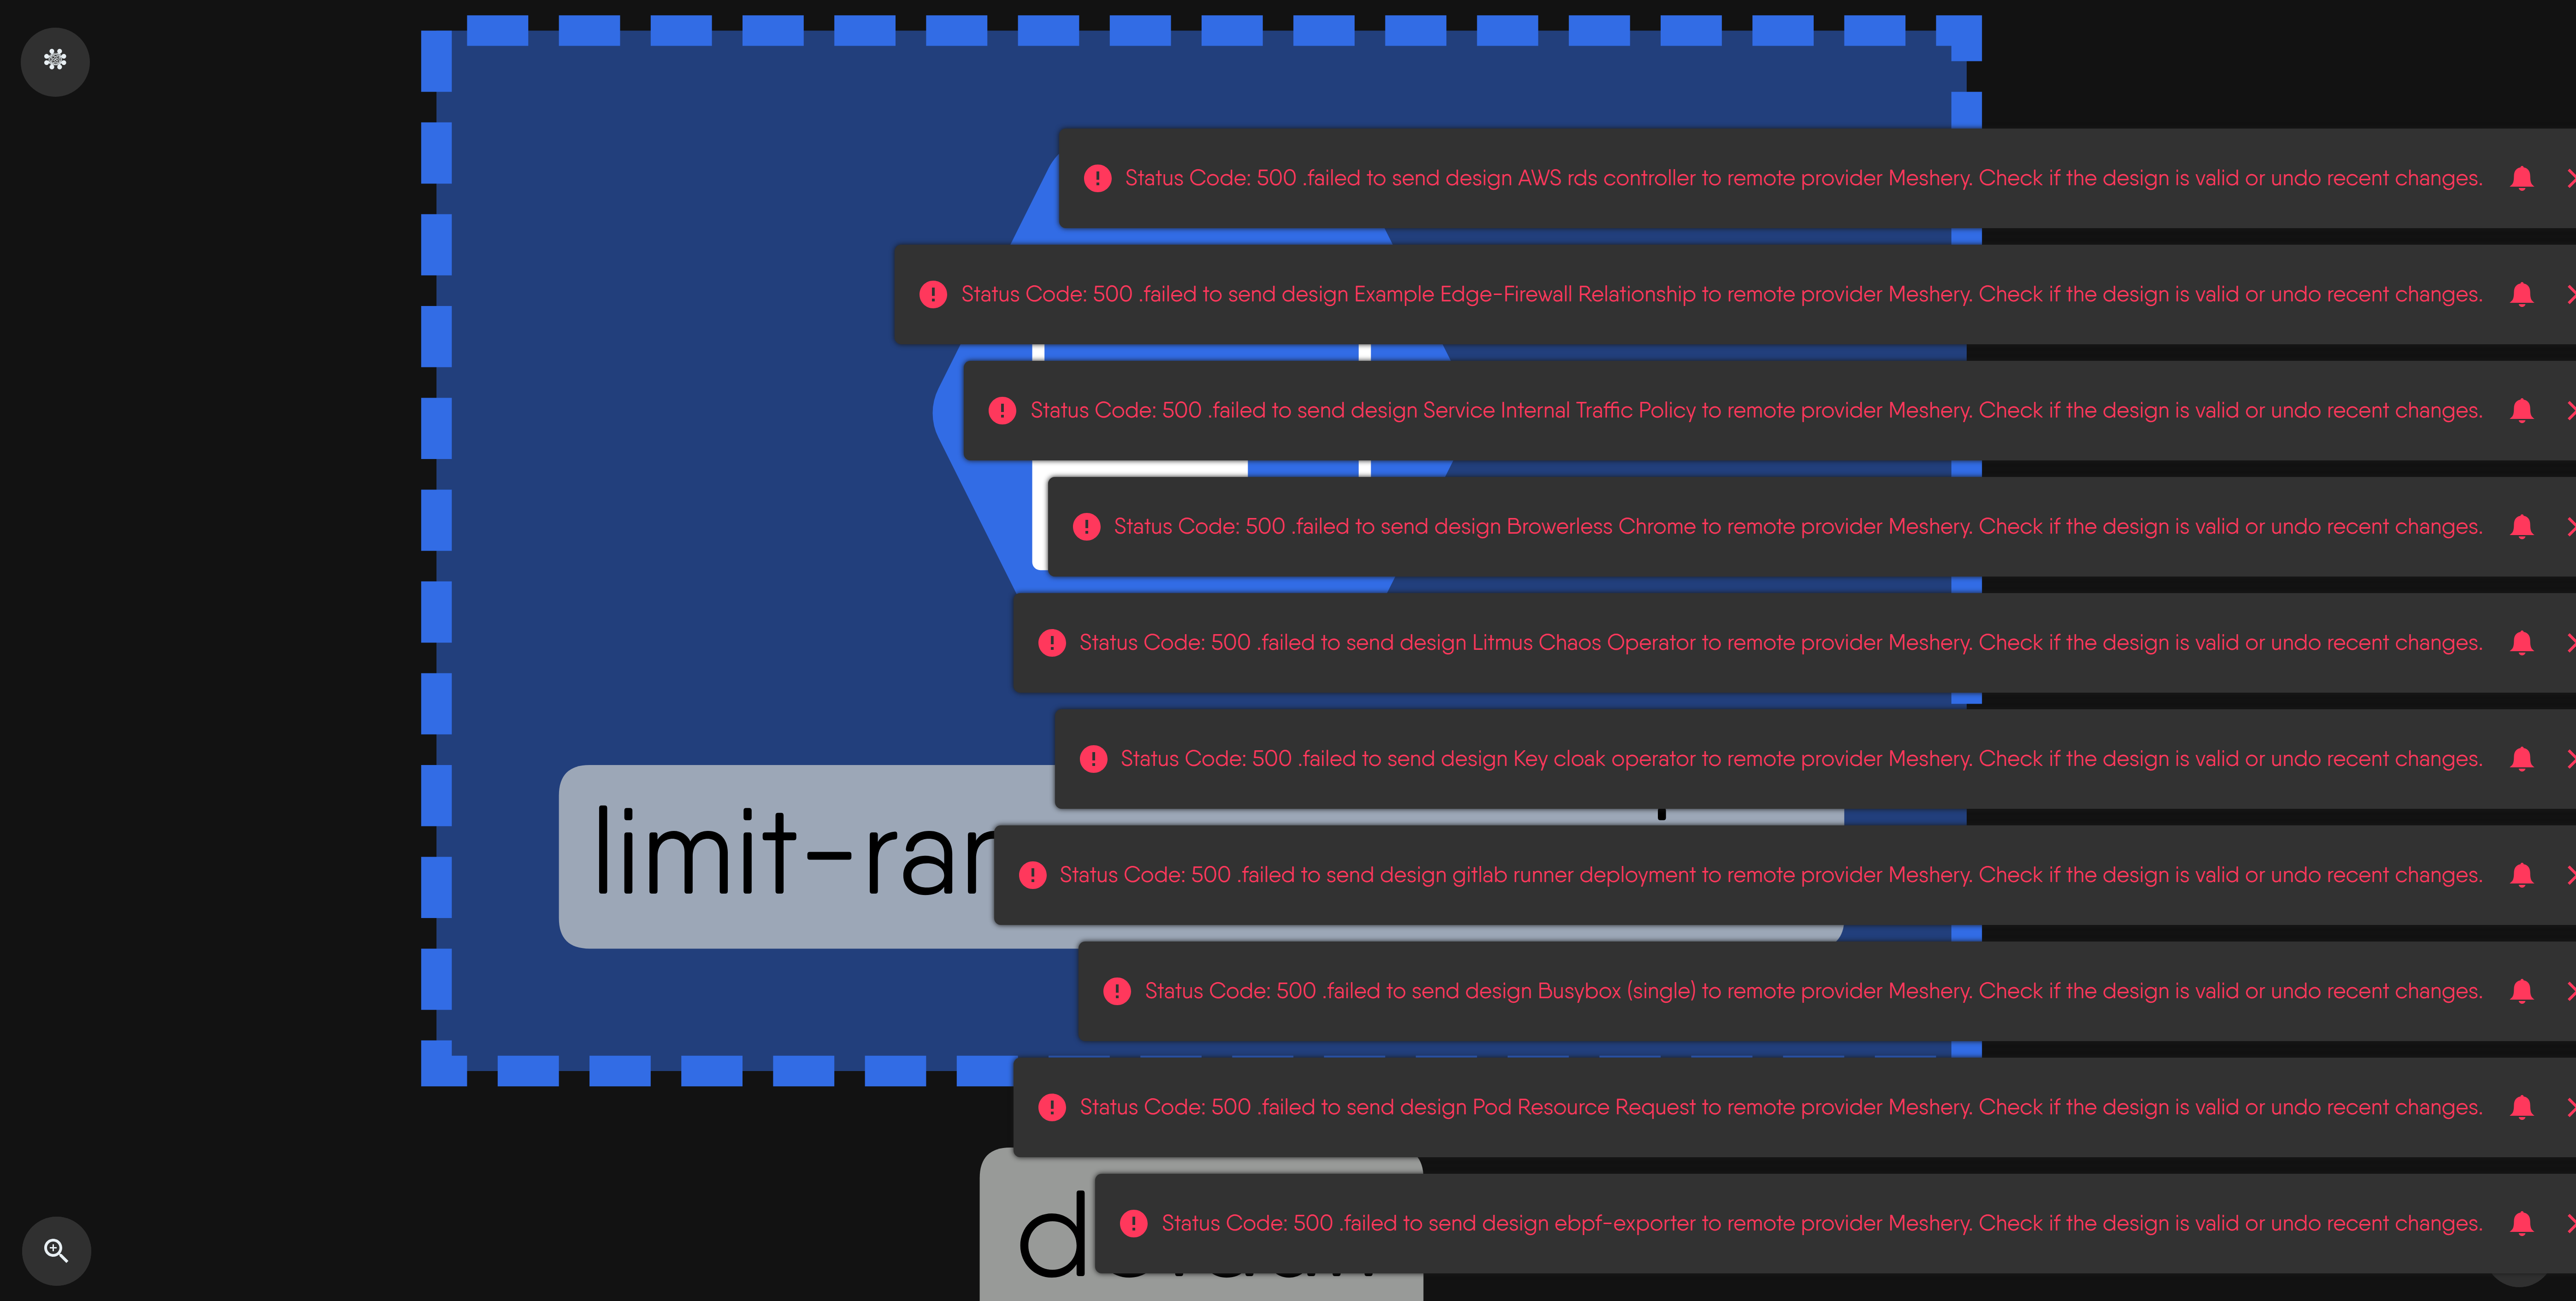 Status Code: 500 .failed to send design AWS rds controller to remote provider Meshery. Check if the design is valid or undo recent changes.
Status Code: 500 .failed to send design Example Edge-Firewall Relationship to remote provider Meshery. Check if the design is valid or undo recent changes.
Status Code: 500 .failed to send design Service Internal Traffic Policy to remote provider Meshery. Check if the design is valid or undo recent changes.
Status Code: 500 .failed to send design Browerless Chrome to remote provider Meshery. Check if the design is valid or undo recent changes.
Status Code: 500 .failed to send design Litmus Chaos Operator to remote provider Meshery. Check if the design is valid or undo recent changes.
Status Code: 500 .failed to send design Key cloak operator to remote provider Meshery. Check if the design is valid or undo recent changes.
Status Code: 500 .failed to send design gitlab runner deployment to remote provider Meshery. Check if the design is valid or undo recent changes.
Status Code: 500 .failed to send design Busybox (single) to remote provider Meshery. Check if the design is valid or undo recent changes.
Status Code: 500 .failed to send design Pod Resource Request to remote provider Meshery. Check if the design is valid or undo recent changes.
Status Code: 500 .failed to send design ebpf-exporter to remote provider Meshery. Check if the design is valid or undo recent changes.